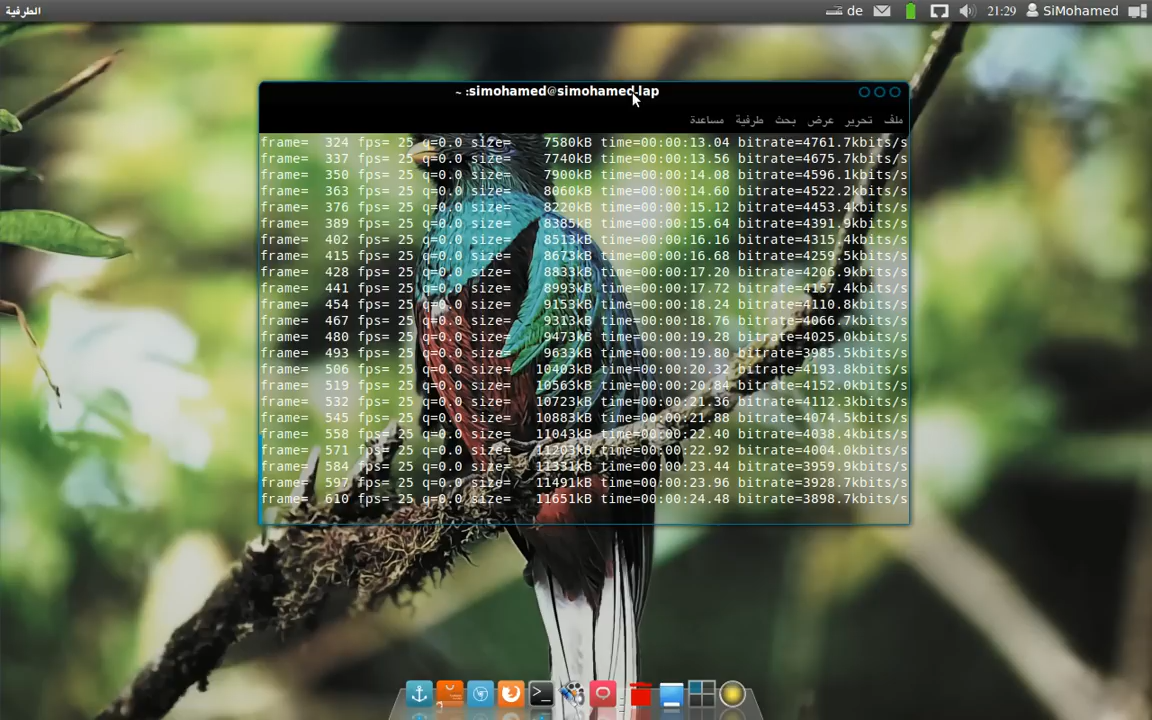 الطرفية
de
21:29
SiMohamed
~ :simohamed@simohamed-lap
ملف تحرير عرض بحث طرفية مساعدة
frame=  324 fps= 25 q=0.0 size=    7580kB time=00:00:13.04 bitrate=4761.7kbits/s
frame=  337 fps= 25 q=0.0 size=    7740kB time=00:00:13.56 bitrate=4675.7kbits/s
frame=  350 fps= 25 q=0.0 size=    7900kB time=00:00:14.08 bitrate=4596.1kbits/s
frame=  363 fps= 25 q=0.0 size=    8060kB time=00:00:14.60 bitrate=4522.2kbits/s
frame=  376 fps= 25 q=0.0 size=    8220kB time=00:00:15.12 bitrate=4453.4kbits/s
frame=  389 fps= 25 q=0.0 size=    8385kB time=00:00:15.64 bitrate=4391.9kbits/s
frame=  402 fps= 25 q=0.0 size=    8513kB time=00:00:16.16 bitrate=4315.4kbits/s
frame=  415 fps= 25 q=0.0 size=    8673kB time=00:00:16.68 bitrate=4259.5kbits/s
frame=  428 fps= 25 q=0.0 size=    8833kB time=00:00:17.20 bitrate=4206.9kbits/s
frame=  441 fps= 25 q=0.0 size=    8993kB time=00:00:17.72 bitrate=4157.4kbits/s
frame=  454 fps= 25 q=0.0 size=    9153kB time=00:00:18.24 bitrate=4110.8kbits/s
frame=  467 fps= 25 q=0.0 size=    9313kB time=00:00:18.76 bitrate=4066.7kbits/s
frame=  480 fps= 25 q=0.0 size=    9473kB time=00:00:19.28 bitrate=4025.0kbits/s
frame=  493 fps= 25 q=0.0 size=    9633kB time=00:00:19.80 bitrate=3985.5kbits/s
frame=  506 fps= 25 q=0.0 size=   10403kB time=00:00:20.32 bitrate=4193.8kbits/s
frame=  519 fps= 25 q=0.0 size=   10563kB time=00:00:20.84 bitrate=4152.0kbits/s
frame=  532 fps= 25 q=0.0 size=   10723kB time=00:00:21.36 bitrate=4112.3kbits/s
frame=  545 fps= 25 q=0.0 size=   10883kB time=00:00:21.88 bitrate=4074.5kbits/s
frame=  558 fps= 25 q=0.0 size=   11043kB time=00:00:22.40 bitrate=4038.4kbits/s
frame=  571 fps= 25 q=0.0 size=   11203kB time=00:00:22.92 bitrate=4004.0kbits/s
frame=  584 fps= 25 q=0.0 size=   11331kB time=00:00:23.44 bitrate=3959.9kbits/s
frame=  597 fps= 25 q=0.0 size=   11491kB time=00:00:23.96 bitrate=3928.7kbits/s
frame=  610 fps= 25 q=0.0 size=   11651kB time=00:00:24.48 bitrate=3898.7kbits/s